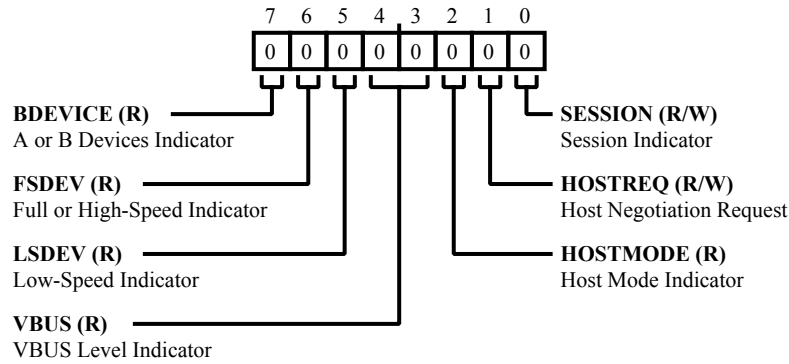 7 6 5 4 3 2 1 0
0 0 0 0 0 0 0 0
BDEVICE (R)
A or B Devices Indicator
FSDEV (R)
Full or High-Speed Indicator
LSDEV (R)
Low-Speed Indicator
VBUS (R)
VBUS Level Indicator
SESSION (R/W)
Session Indicator
HOSTREQ (R/W)
Host Negotiation Request
HOSTMODE (R)
Host Mode Indicator